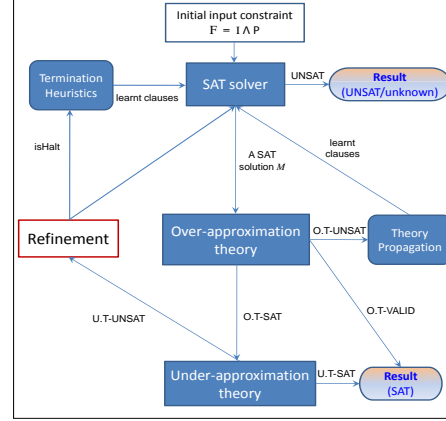 Initial input constraint
F = I Λ P
Termination
Heuristics
learnt clauses
SAT solver
UNSAT
Result
(UNSAT/unknown)
isHalt
A SAT
solution M
learnt
clauses
Refinement
Over-approximation
theory
O.T-UNSAT
Theory
Propagation
U.T-UNSAT
O.T-SAT
O.T-VALID
Under-approximation
theory
U.T-SAT
Result
(SAT)